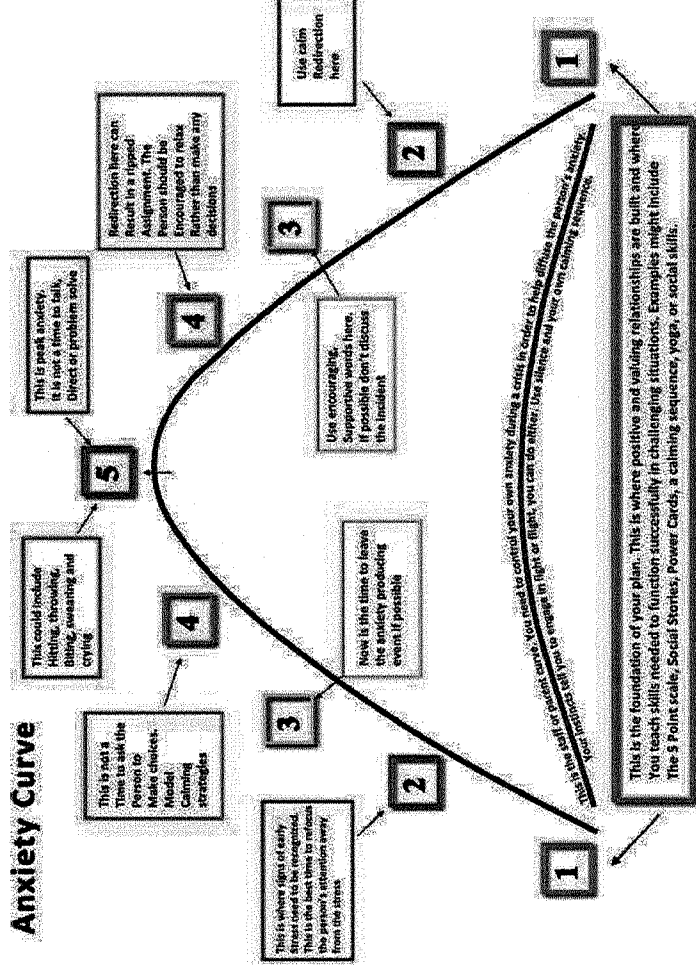 Anxiety Curve
This could include
Hitting, throwing,
Biting, swearing and
crying
This is peak anxiety.
It is not a time to talk,
Direct or problem solve
5
This is not a
Time to ask the
Person to
Make choices.
Model
Calming
strategies
4
4
Redirection here can
Result in a ripped
Assignment. The
Person should be
Encouraged to relax
Rather than make any
decisions
3
Now is the time to leave
the anxiety producing
event if possible
Use encouraging,
Supportive words here.
If possible don't discuss
the incident
3
This is where signs of early
Stress need to be recognized.
This is the best time to refocus
the person's attention away
from the stress
2
2
Use calm
Redirection
here
This is the staff or parent curve. You need to control your own anxiety during a crisis in order to help diffuse the person's anxiety.
Your instincts tell you to engage in fight or flight, you can do either. Use silence and your own calming sequence.
1
1
This is the foundation of your plan. This is where positive and valuing relationships are built and where
You teach skills needed to function successfully in challenging situations. Examples might include
The 5 Point scale, Social Stories, Power Cards, a calming sequence, yoga, or social skills.